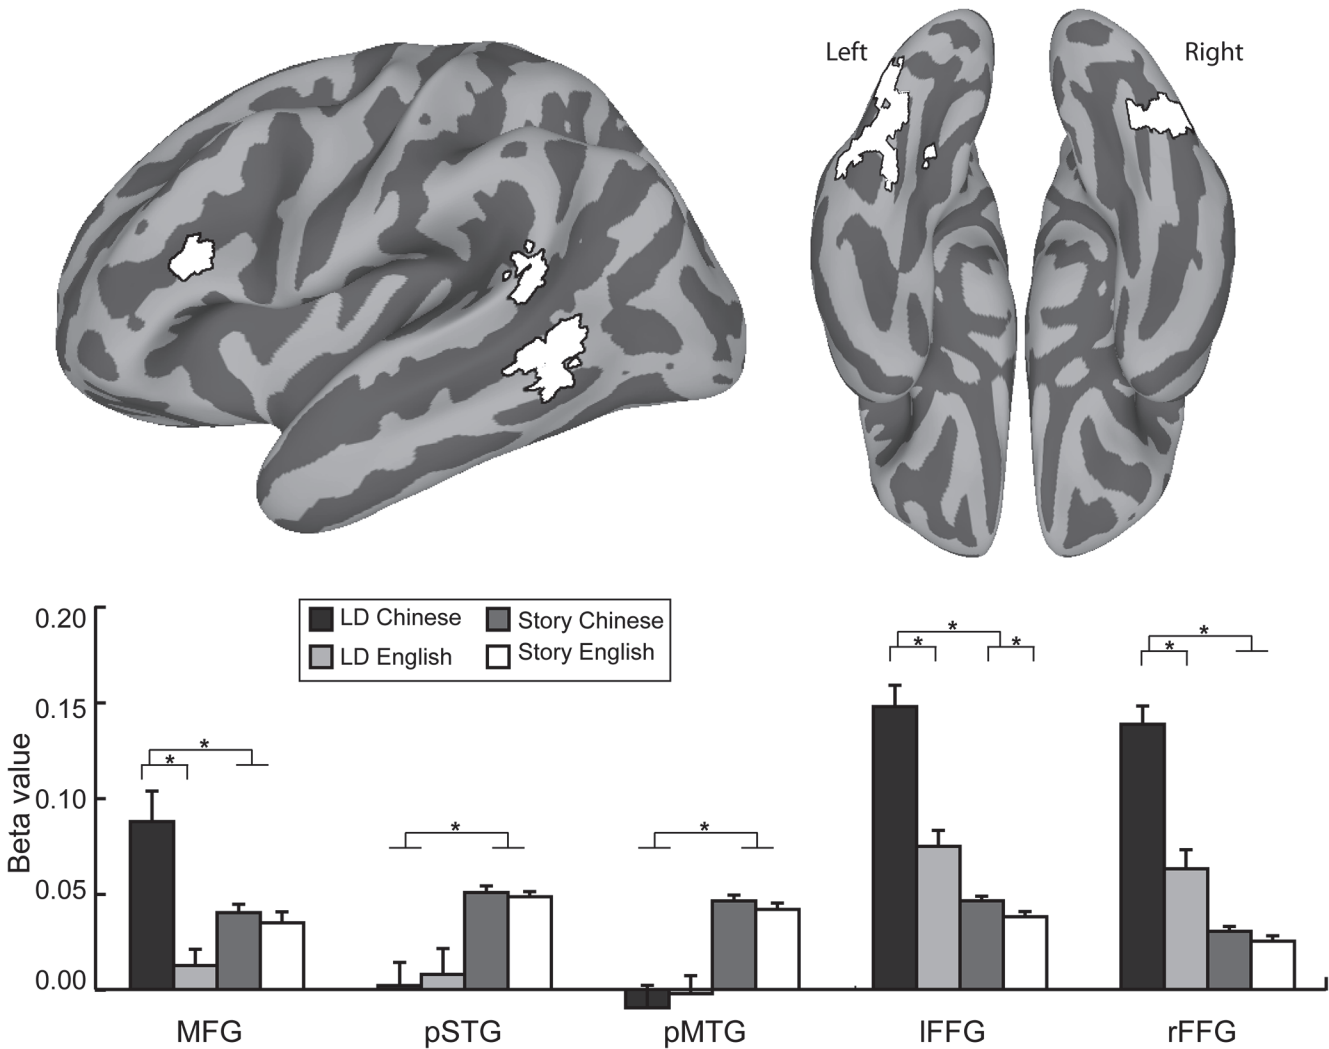 Left
Right
LD Chinese
Story Chinese
LD English
Story English
Beta value
0.20
0.15
0.10
0.05
0.00
*
*
*
*
*
*
*
*
*
MFG
pSTG
pMTG
lFFG
rFFG